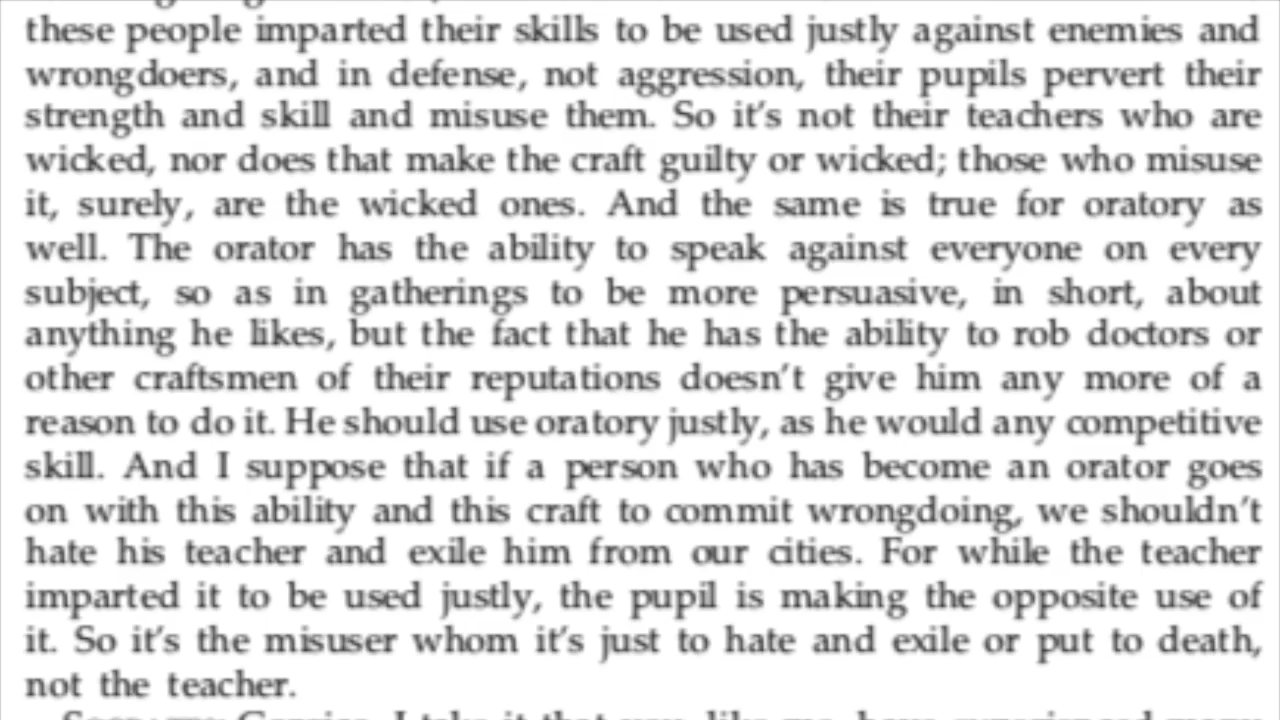 these people imparted their skills to be used justly against enemies and
wrongdoers, and in defense, not aggression, their pupils pervert their
strength and skill and misuse them. So it's not their teachers who are
wicked, nor does that make the craft guilty or wicked; those who misuse
it, surely, are the wicked ones. And the same is true for oratory as
well. The orator has the ability to speak against everyone on every
subject, so as in gatherings to be more persuasive, in short, about
anything he likes, but the fact that he has the ability to rob doctors or
other craftsmen of their reputations doesn't give him any more of a
reason to do it. He should use oratory justly, as he would any competitive
skill. And I suppose that if a person who has become an orator goes
on with this ability and this craft to commit wrongdoing, we shouldn't
hate his teacher and exile him from our cities. For while the teacher
imparted it to be used justly, the pupil is making the opposite use of
it. So it's the misuser whom it's just to hate and exile or put to death,
not the teacher.